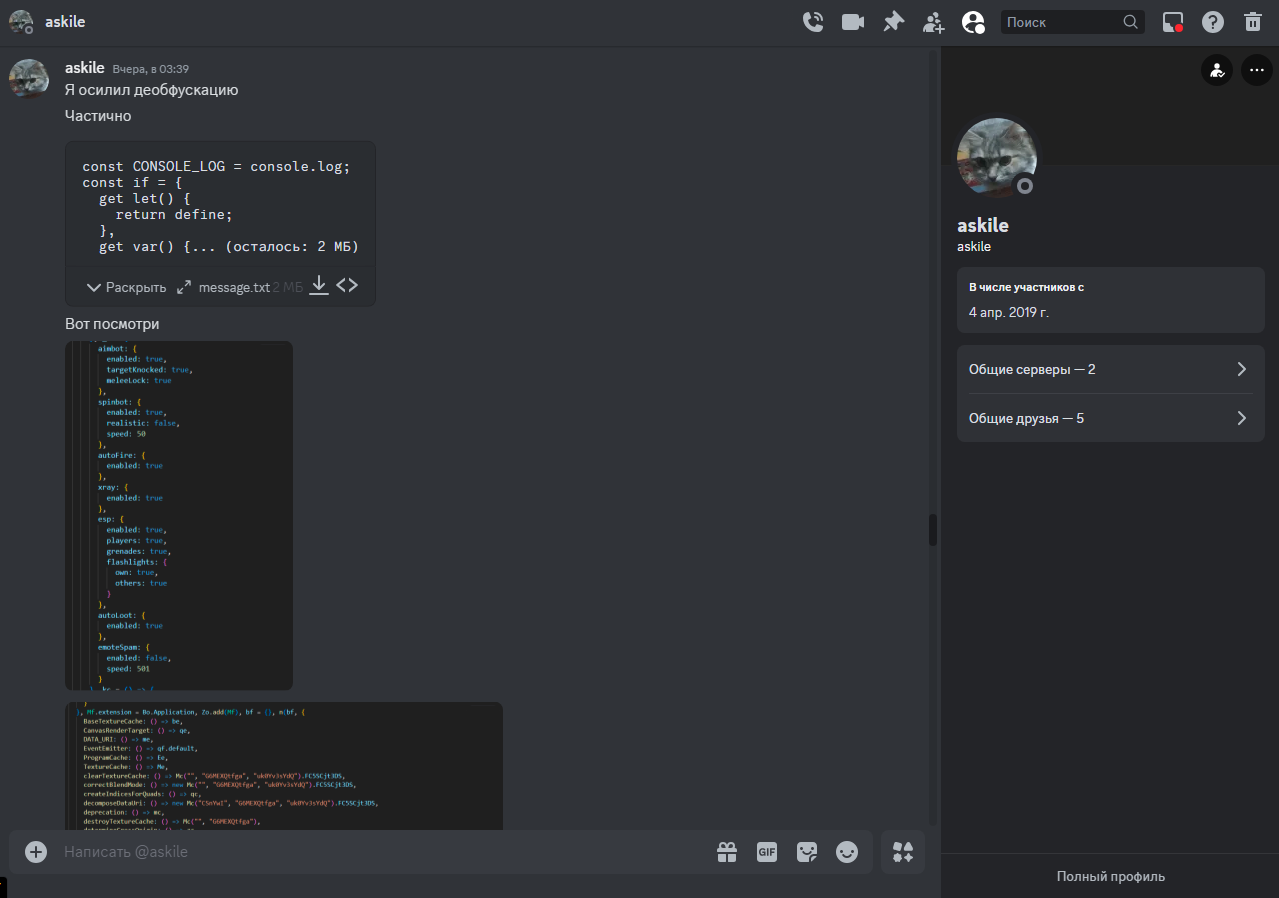 askile
Поиск
askile Вчера, в 03:39
Я осилил деобфускацию
Частично
const CONSOLE_LOG = console.log;
const if = {
get let() {
return define;
},
get var() {... (осталось: 2 МБ)
Раскрыть message.txt 2 МБ
Вот посмотри
aimbot: {
enabled: true,
targetKnocked: true,
meleeLock: true
},
spinbot: {
enabled: true,
realistic: false,
speed: 50
},
autoFire: {
enabled: true
},
xray: {
enabled: true
},
esp: {
enabled: true,
players: true,
grenades: true,
flashlights: {
own: true,
others: true
}
},
autoLoot: {
enabled: true
},
emoteSpam: {
enabled: false,
speed: 501
}
}, Mf.extension = Bo.Application, Zo.add(Mf), bf = {}, n(bf, {
BaseTextureCache: () => be,
CanvasRenderTarget: () => qe,
DATA_URI: () => me,
EventEmitter: () => qf.default,
ProgramCache: () => Ee,
TextureCache: () => Me,
clearTextureCache: () => Mc("", "G6MEXQtfga", "uk0Yv3sYdQ").FC5SCjt3DS,
correctBlendMode: () => new Mc("", "G6MEXQtfga", "uk0Yv3sYdQ").FC5SCjt3DS,
createIndicesForQuads: () => qc,
decomposeDataUri: () => new Mc("CSnYwI", "G6MEXQtfga", "uk0Yv3sYdQ").FC5SCjt3DS,
deprecation: () => mc,
destroyTextureCache: () => Mc("", "G6MEXQtfga"),
Написать @askile
GIF
askile
askile
В числе участников с
4 апр. 2019 г.
Общие серверы — 2
Общие друзья — 5
Полный профиль